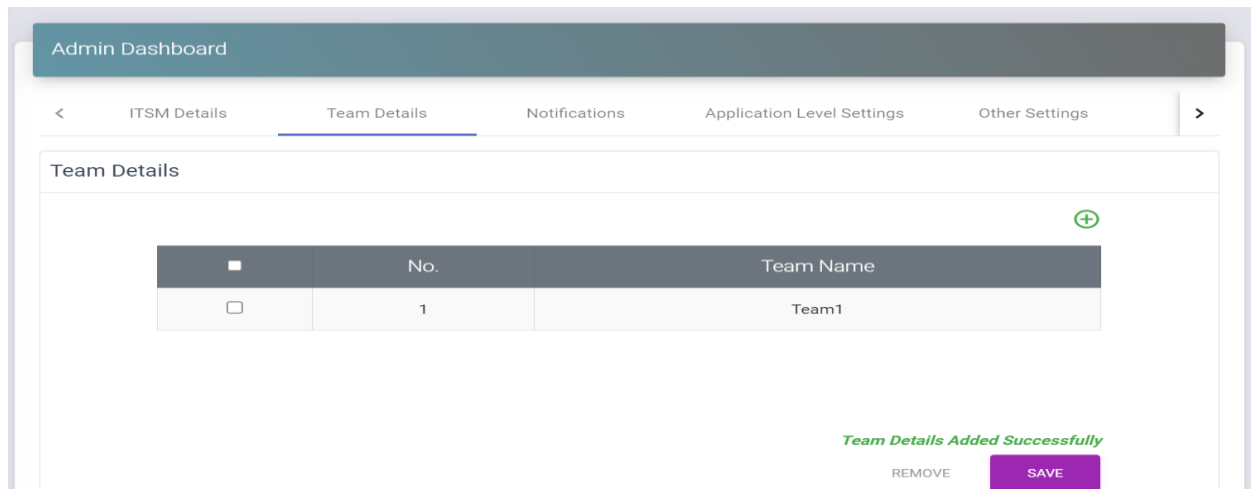 Admin Dashboard
ITSM Details Team Details Notifications Application Level Settings Other Settings
Team Details
No. Team Name
1 Team1
Team Details Added Successfully
REMOVE SAVE